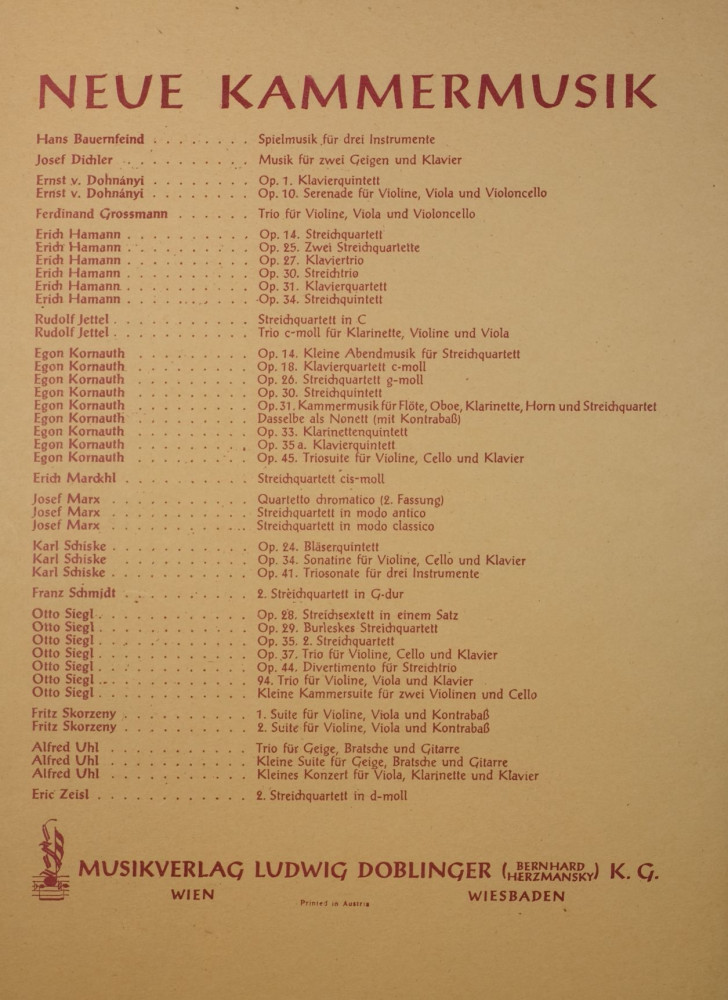 NEUE KAMMERMUSIK
Hans Bauernfeind . . . . . . . Spielmusik für drei Instrumente
Josef Dichler . . . . . . . . . Musik für zwei Geigen und Klavier
Ernst v. Dohnányi . . . . . . . Op. 1. Klavierquintett
Ernst v. Dohnányi . . . . . . . Op. 10. Serenade für Violine, Viola und Violoncello
Ferdinand Grossmann . . . . . . Trio für Violine, Viola und Violoncello
Erich Hamann . . . . . . . . . Op. 14. Streichquartett
Erich Hamann . . . . . . . . . Op. 25. Zwei Streichquartette
Erich Hamann . . . . . . . . . Op. 27. Klaviertrio
Erich Hamann . . . . . . . . . Op. 30. Streichtrio
Erich Hamann . . . . . . . . . Op. 31. Klavierquartett
Erich Hamann . . . . . . . . . Op. 34. Streichquintett
Rudolf Jettel . . . . . . . . . . Streichquartett in C
Rudolf Jettel . . . . . . . . . . Trio c-moll für Klarinette, Violine und Viola
Egon Kornauth . . . . . . . . Op. 14. Kleine Abendmusik für Streichquartett
Egon Kornauth . . . . . . . . Op. 18. Klavierquartett c-moll
Egon Kornauth . . . . . . . . Op. 26. Streichquartett g-moll
Egon Kornauth . . . . . . . . Op. 30. Streichquintett
Egon Kornauth . . . . . . . . Op. 31. Kammermusik für Flöte, Oboe, Klarinette, Horn und Streichquartet
Egon Kornauth . . . . . . . . Dasselbe als Nonett (mit Kontrabaß)
Egon Kornauth . . . . . . . . Op. 33. Klarinettenquintett
Egon Kornauth . . . . . . . . Op. 35 a. Klavierquintett
Egon Kornauth . . . . . . . . Op. 45. Triosuite für Violine, Cello und Klavier
Erich Marckhl . . . . . . . . . Streichquartett cis-moll
Josef Marx . . . . . . . . . . Quartetto chromatico (2. Fassung)
Josef Marx . . . . . . . . . . Streichquartett in modo antico
Josef Marx . . . . . . . . . . Streichquartett in modo classico
Karl Schiske . . . . . . . . . . Op. 24. Bläserquintett
Karl Schiske . . . . . . . . . . Op. 34. Sonatine für Violine, Cello und Klavier
Karl Schiske . . . . . . . . . . Op. 41. Triosonate für drei Instrumente
Franz Schmidt . . . . . . . . . 2. Streichquartett in G-dur
Otto Siegl . . . . . . . . . . . Op. 28. Streichsextett in einem Satz
Otto Siegl . . . . . . . . . . . Op. 29. Burleskes Streichquartett
Otto Siegl . . . . . . . . . . . Op. 35. 2. Streichquartett
Otto Siegl . . . . . . . . . . . Op. 37. Trio für Violine, Cello und Klavier
Otto Siegl . . . . . . . . . . . Op. 44. Divertimento für Streichtrio
Otto Siegl . . . . . . . . . . . 94. Trio für Violine, Viola und Klavier
Otto Siegl . . . . . . . . . . . Kleine Kammersuite für zwei Violinen und Cello
Fritz Skorzeny . . . . . . . . . 1. Suite für Violine, Viola und Kontrabaß
Fritz Skorzeny . . . . . . . . . 2. Suite für Violine, Viola und Kontrabaß
Alfred Uhl . . . . . . . . . . Trio für Geige, Bratsche und Gitarre
Alfred Uhl . . . . . . . . . . Kleine Suite für Geige, Bratsche und Gitarre
Alfred Uhl . . . . . . . . . . Kleines Konzert für Viola, Klarinette und Klavier
Eric Zeisl . . . . . . . . . . . 2. Streichquartett in d-moll
MUSIKVERLAG LUDWIG DOBLINGER (BERNHARD HERZMANSKY) K. G.
WIEN WIESBADEN
Printed in Austria